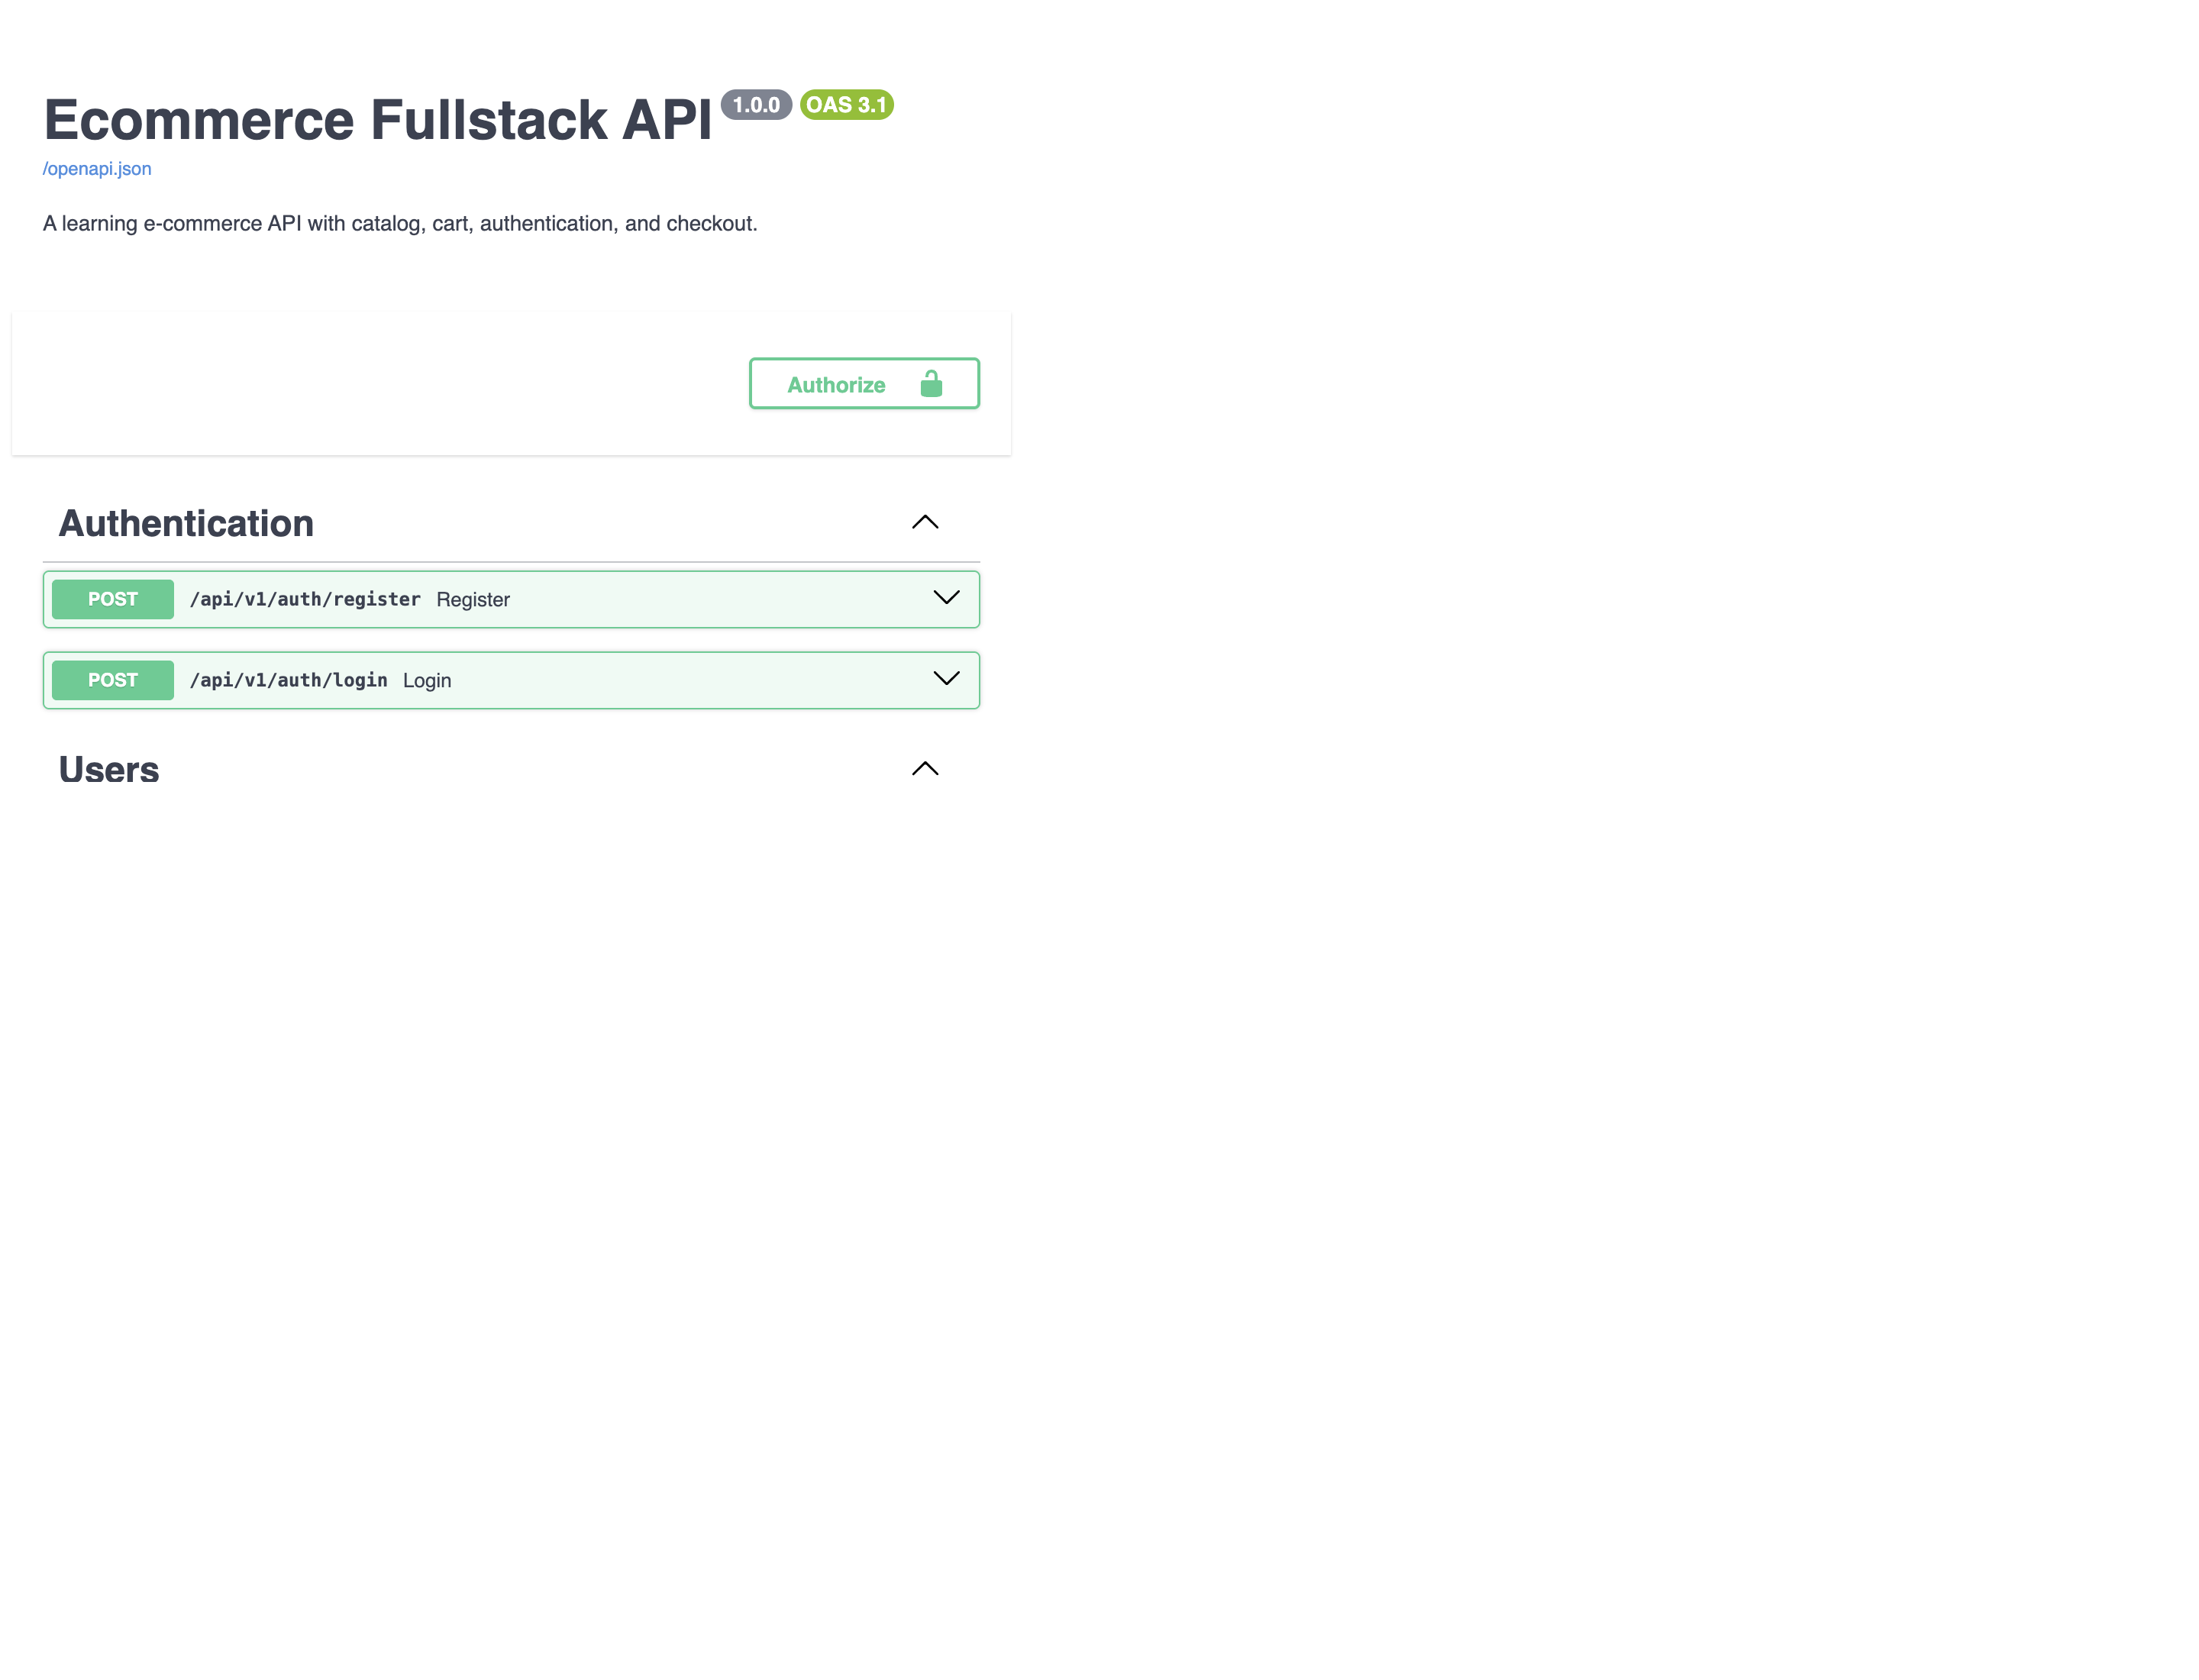 Ecommerce Fullstack API 1.0.0 OAS 3.1
/openapi.json
A learning e-commerce API with catalog, cart, authentication, and checkout.
Authorize
Authentication
POST /api/v1/auth/register Register
POST /api/v1/auth/login Login
Users